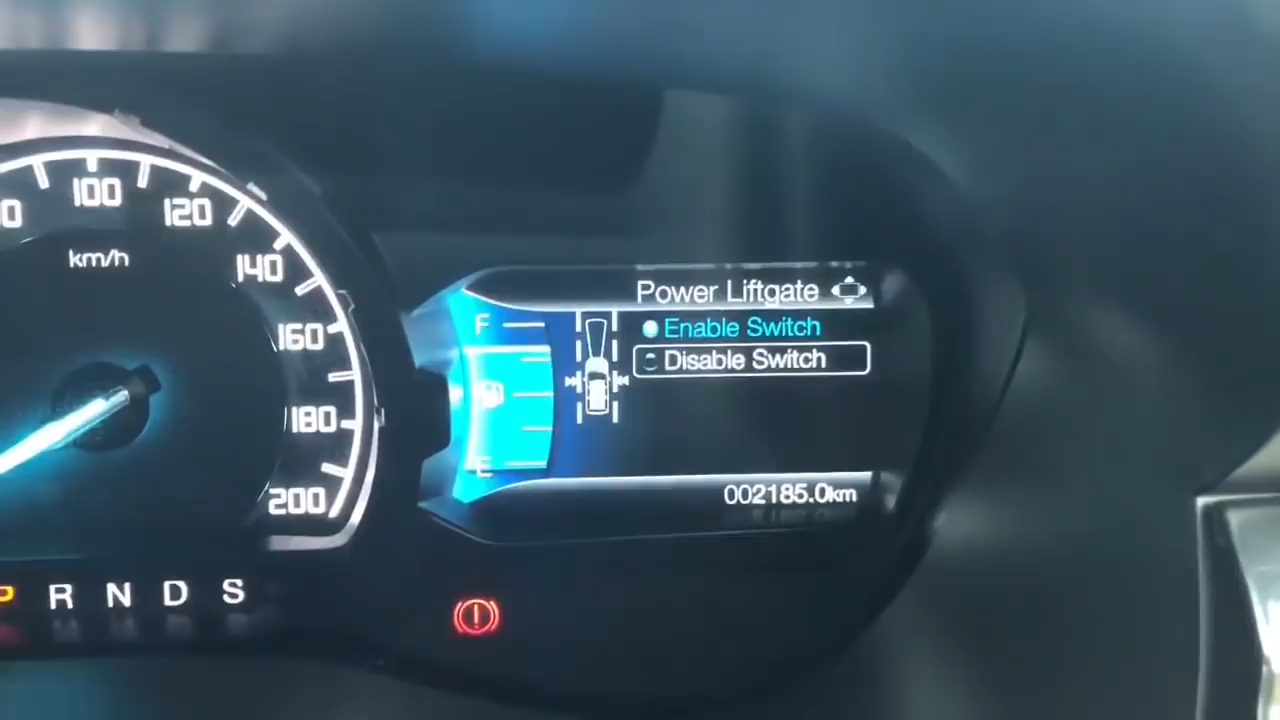 100
120
km/h
140
160
180
200
P R N D S
Power Liftgate
F
Enable Switch
Disable Switch
E
002185.0km